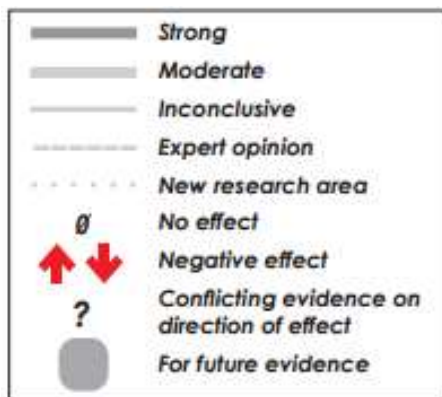 Strong
Moderate
Inconclusive
Expert opinion
New research area
Ø No effect
Negative effect
? Conflicting evidence on
direction of effect
For future evidence